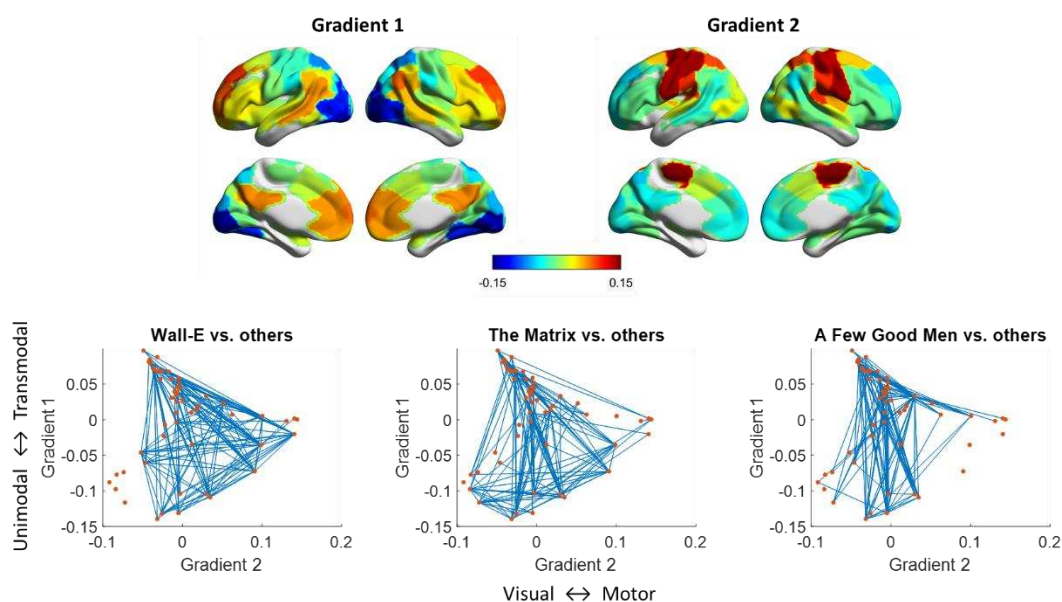 Gradient 1
Gradient 2
-0.15
0.15
Unimodal ↔ Transmodal
Wall-E vs. others
Gradient 1
0.05
0
-0.05
-0.1
-0.15
-0.1
0
0.1
0.2
Gradient 2
The Matrix vs. others
Gradient 1
0.05
0
-0.05
-0.1
-0.15
-0.1
0
0.1
0.2
Gradient 2
A Few Good Men vs. others
Gradient 1
0.05
0
-0.05
-0.1
-0.15
-0.1
0
0.1
0.2
Gradient 2
Visual ↔ Motor